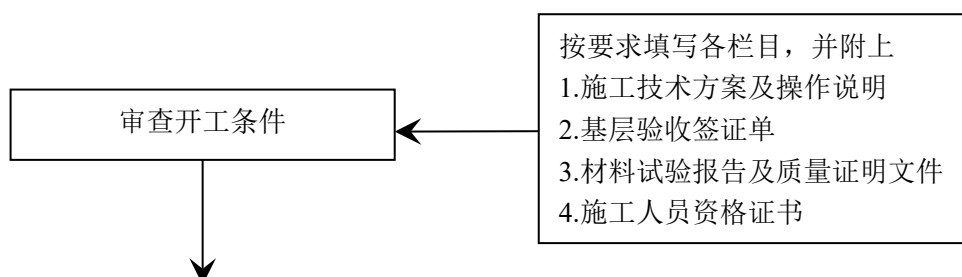 审查开工条件
按要求填写各栏目，并附上
1.施工技术方案及操作说明
2.基层验收签证单
3.材料试验报告及质量证明文件
4.施工人员资格证书